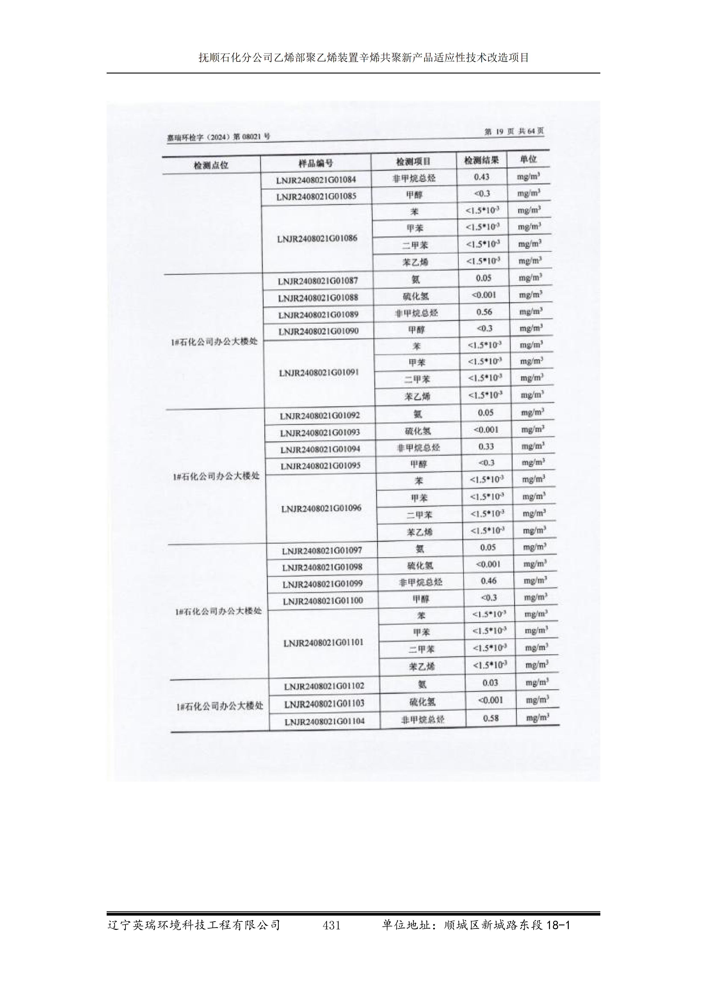 抚顺石化分公司乙烯部聚乙烯装置辛烯共聚新产品适应性技术改造项目
嘉瑞环检字（2024）第 08021 号 第 19 页 共 64 页
检测点位 样品编号 检测项目 检测结果 单位
LNJR2408021G01084 非甲烷总烃 0.43 mg/m³
LNJR2408021G01085 甲醇 <0.3 mg/m³
苯 <1.5*10⁻³ mg/m³
甲苯 <1.5*10⁻³ mg/m³
LNJR2408021G01086
二甲苯 <1.5*10⁻³ mg/m³
苯乙烯 <1.5*10⁻³ mg/m³
LNJR2408021G01087 氨 0.05 mg/m³
LNJR2408021G01088 硫化氢 <0.001 mg/m³
LNJR2408021G01089 非甲烷总烃 0.56 mg/m³
LNJR2408021G01090 甲醇 <0.3 mg/m³
1#石化公司办公大楼处
苯 <1.5*10⁻³ mg/m³
甲苯 <1.5*10⁻³ mg/m³
LNJR2408021G01091
二甲苯 <1.5*10⁻³ mg/m³
苯乙烯 <1.5*10⁻³ mg/m³
LNJR2408021G01092 氨 0.05 mg/m³
LNJR2408021G01093 硫化氢 <0.001 mg/m³
LNJR2408021G01094 非甲烷总烃 0.33 mg/m³
LNJR2408021G01095 甲醇 <0.3 mg/m³
1#石化公司办公大楼处
苯 <1.5*10⁻³ mg/m³
甲苯 <1.5*10⁻³ mg/m³
LNJR2408021G01096
二甲苯 <1.5*10⁻³ mg/m³
苯乙烯 <1.5*10⁻³ mg/m³
LNJR2408021G01097 氨 0.05 mg/m³
LNJR2408021G01098 硫化氢 <0.001 mg/m³
LNJR2408021G01099 非甲烷总烃 0.46 mg/m³
LNJR2408021G01100 甲醇 <0.3 mg/m³
1#石化公司办公大楼处
苯 <1.5*10⁻³ mg/m³
甲苯 <1.5*10⁻³ mg/m³
LNJR2408021G01101
二甲苯 <1.5*10⁻³ mg/m³
苯乙烯 <1.5*10⁻³ mg/m³
LNJR2408021G01102 氨 0.03 mg/m³
1#石化公司办公大楼处 LNJR2408021G01103 硫化氢 <0.001 mg/m³
LNJR2408021G01104 非甲烷总烃 0.58 mg/m³
辽宁英瑞环境科技工程有限公司 431 单位地址：顺城区新城路东段 18-1